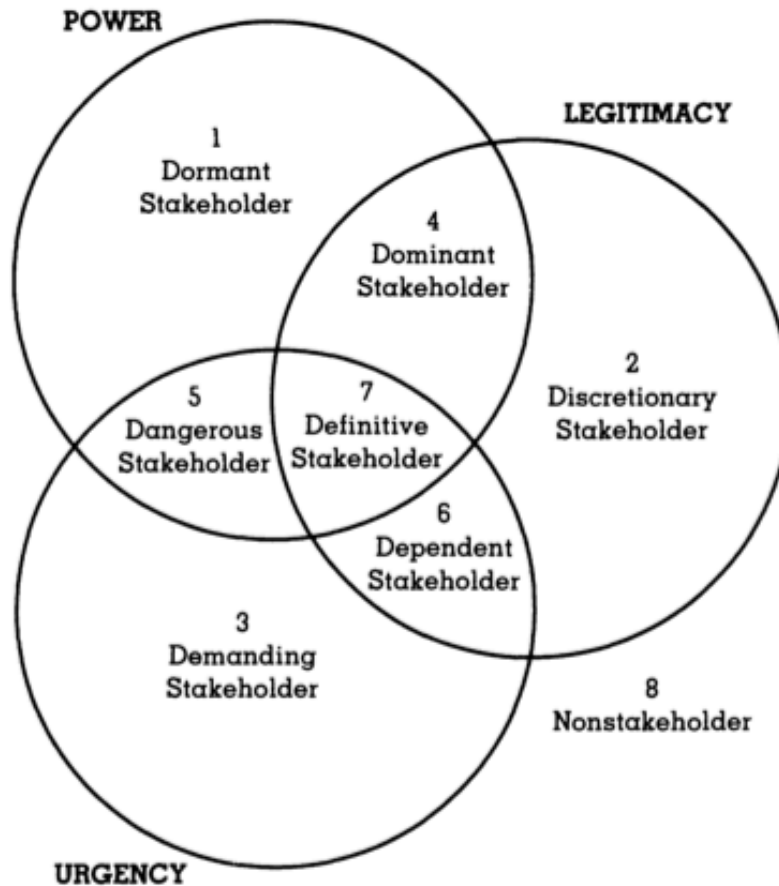 POWER
LEGITIMACY
1
Dormant
Stakeholder
4
Dominant
Stakeholder
2
Discretionary
Stakeholder
5
Dangerous
Stakeholder
7
Definitive
Stakeholder
6
Dependent
Stakeholder
3
Demanding
Stakeholder
8
Nonstakeholder
URGENCY